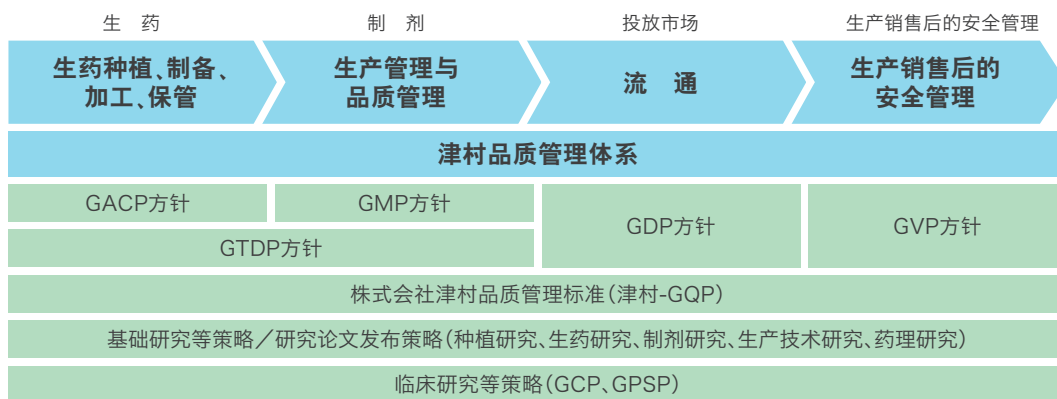 生 药
制 剂
投放市场
生产销售后的安全管理
生药种植、制备、
加工、保管
生产管理与
品质管理
流 通
生产销售后的
安全管理
津村品质管理体系
GACP方针
GMP方针
GDP方针
GVP方针
GTDP方针
株式会社津村品质管理标准(津村-GQP)
基础研究等策略／研究论文发布策略(种植研究、生药研究、制剂研究、生产技术研究、药理研究)
临床研究等策略(GCP、GPSP)